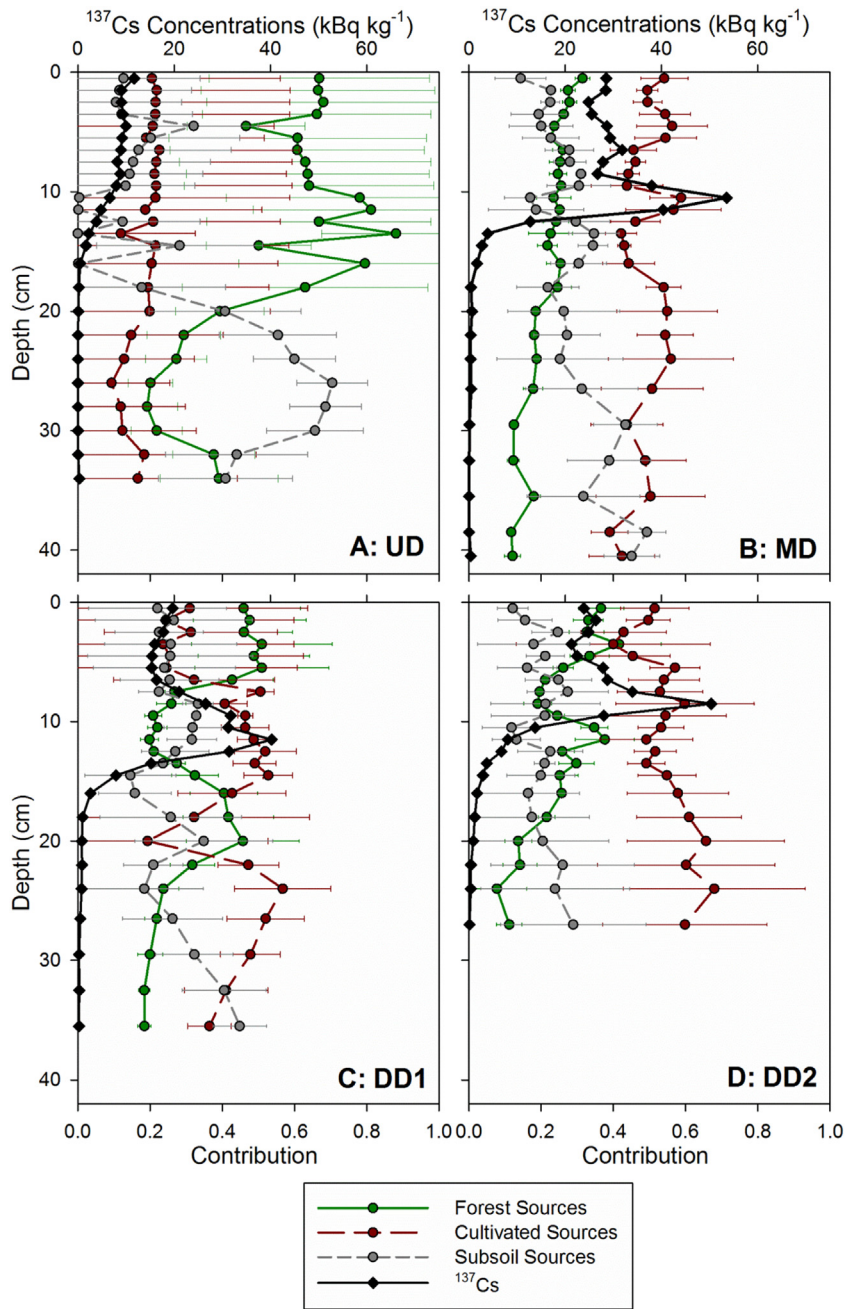 ¹³⁷Cs Concentrations (kBq kg⁻¹) ¹³⁷Cs Concentrations (kBq kg⁻¹)
0 20 40 60 0 20 40 60
0
10
20
30
40
Depth (cm)
A: UD B: MD
0
10
20
30
40
Depth (cm)
C: DD1 D: DD2
0.0 0.2 0.4 0.6 0.8 1.0 0.0 0.2 0.4 0.6 0.8 1.0
Contribution Contribution
Forest Sources
Cultivated Sources
Subsoil Sources
¹³⁷Cs